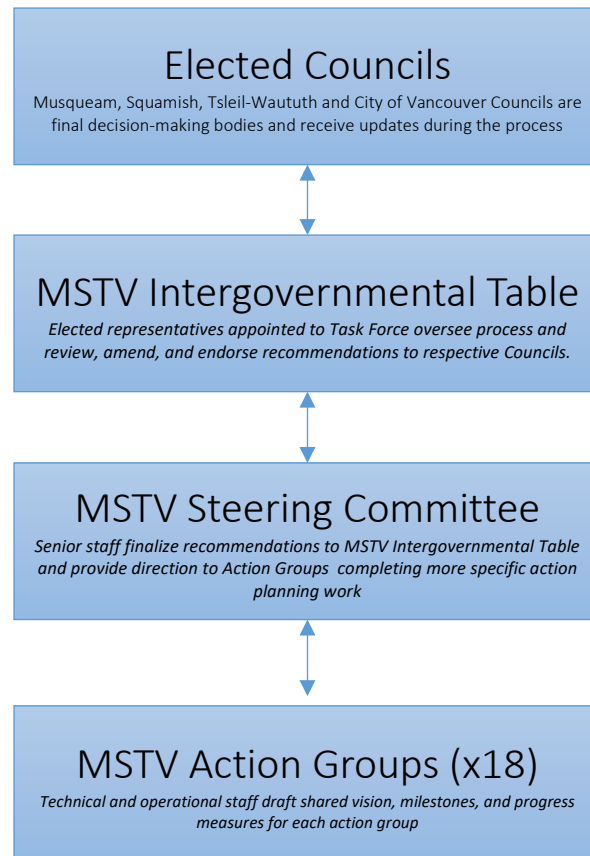 Elected Councils
Musqueam, Squamish, Tsleil-Waututh and City of Vancouver Councils are
final decision-making bodies and receive updates during the process
MSTV Intergovernmental Table
Elected representatives appointed to Task Force oversee process and
review, amend, and endorse recommendations to respective Councils.
MSTV Steering Committee
Senior staff finalize recommendations to MSTV Intergovernmental Table
and provide direction to Action Groups completing more specific action
planning work
MSTV Action Groups (x18)
Technical and operational staff draft shared vision, milestones, and progress
measures for each action group